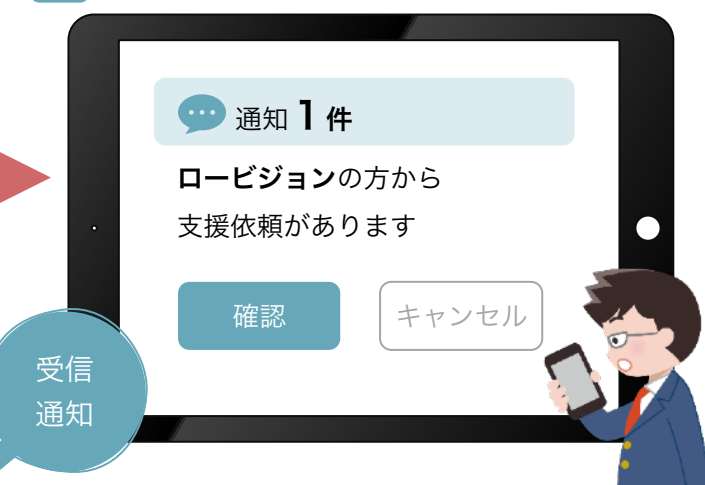 通知 1 件
ロービジョンの方から
支援依頼があります
確認
キャンセル
受信
通知